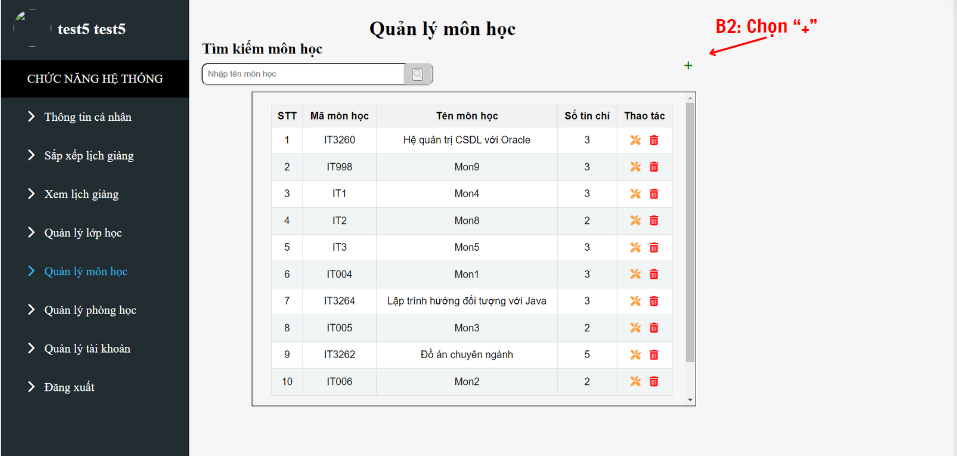 test5 test5
CHỨC NĂNG HỆ THỐNG
Thông tin cá nhân
Sắp xếp lịch giảng
Xem lịch giảng
Quản lý lớp học
Quản lý môn học
Quản lý phòng học
Quản lý tài khoản
Đăng xuất
Quản lý môn học
B2: Chọn “+”
Tìm kiếm môn học
+
Nhập tên môn học
STT Mã môn học Tên môn học Số tín chỉ Thao tác
1 IT3260 Hệ quản trị CSDL với Oracle 3
2 IT998 Mon9 3
3 IT1 Mon4 3
4 IT2 Mon8 2
5 IT3 Mon5 3
6 IT004 Mon1 3
7 IT3264 Lập trình hướng đối tượng với Java 3
8 IT005 Mon3 2
9 IT3262 Đồ án chuyên ngành 5
10 IT006 Mon2 2